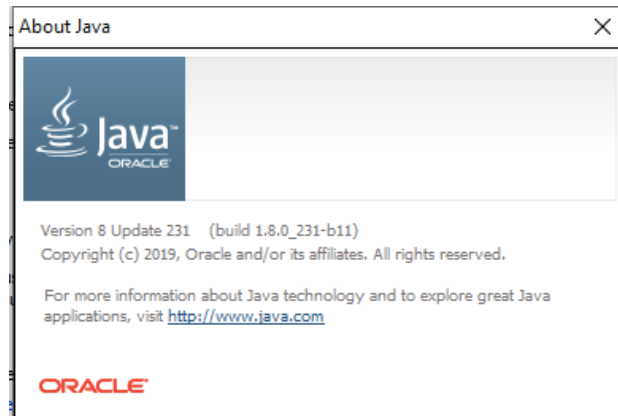 About Java
Java™
ORACLE
Version 8 Update 231 (build 1.8.0_231-b11)
Copyright (c) 2019, Oracle and/or its affiliates. All rights reserved.
For more information about Java technology and to explore great Java
applications, visit http://www.java.com
ORACLE